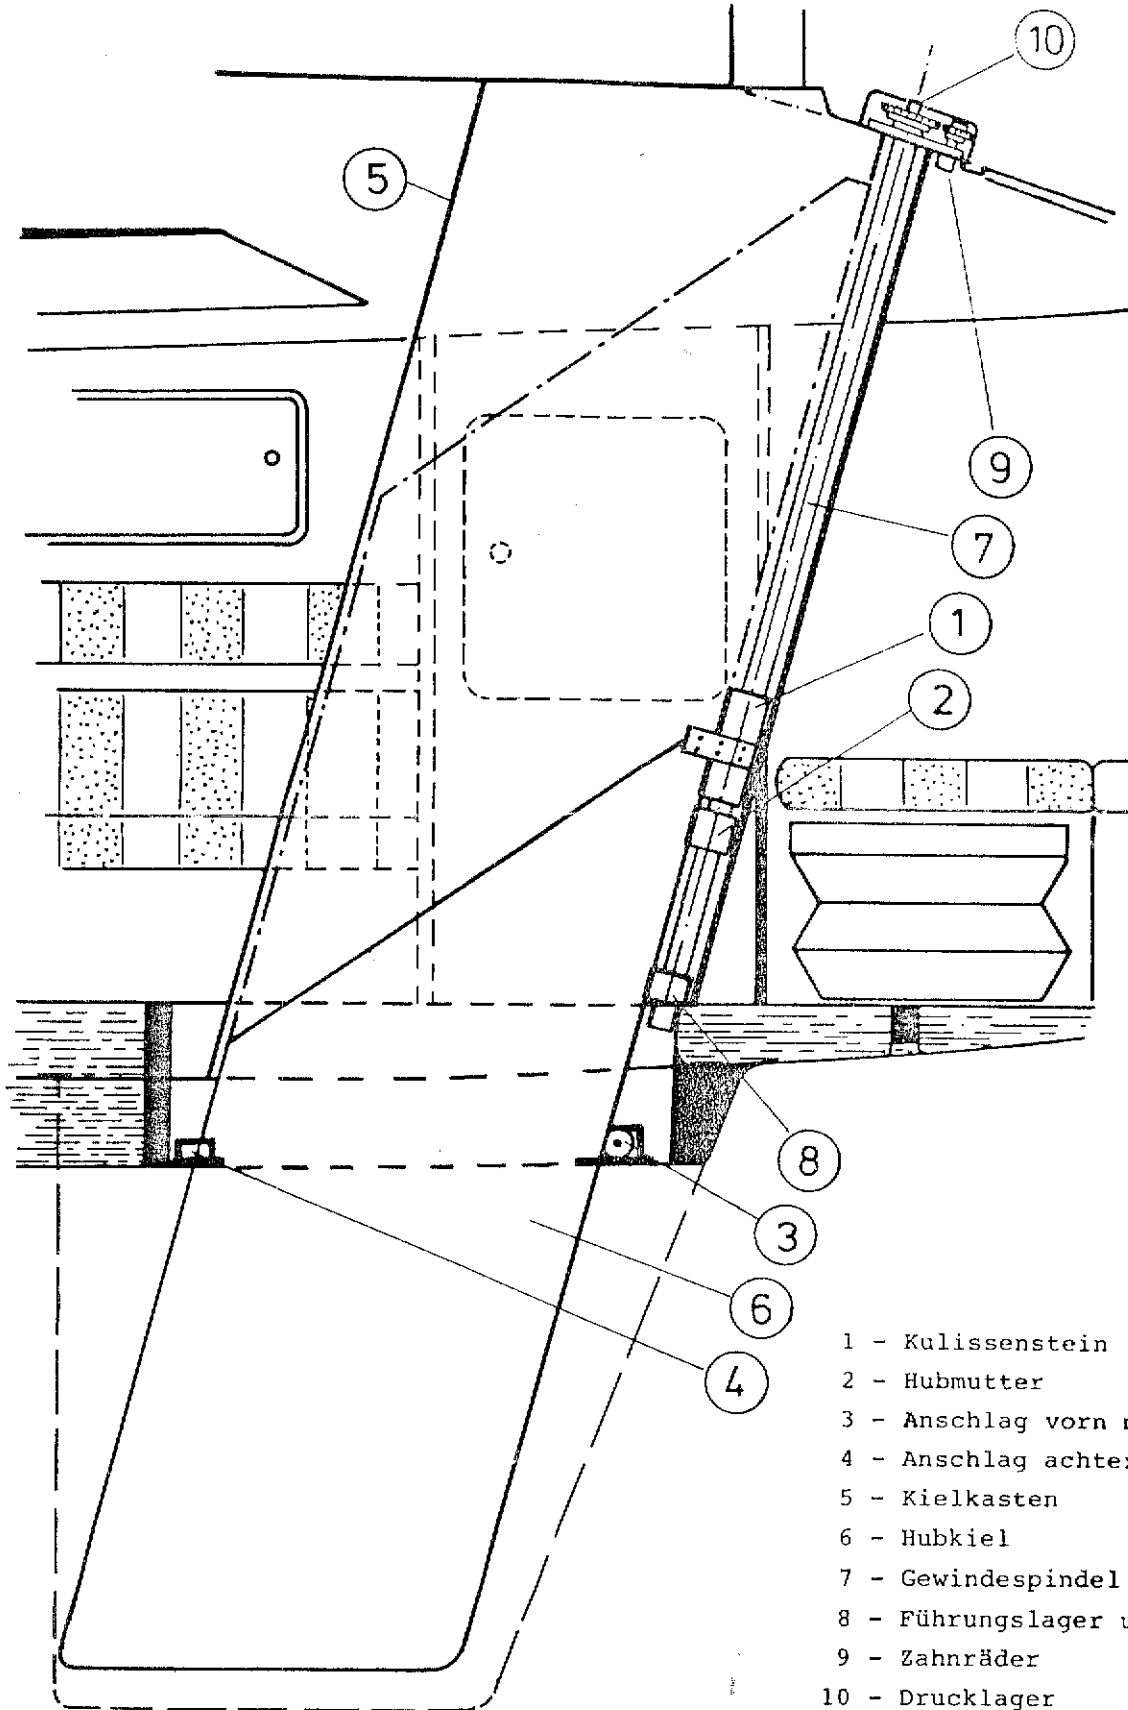 10
5
9
7
1
2
8
3
6
4
1 - Kulissenstein
2 - Hubmutter
3 - Anschlag vorn
4 - Anschlag
5 - Kielkasten
6 - Hubkiel
7 - Gewindespindel
8 - Führungslager
9 - Zahnräder
10 - Drucklager